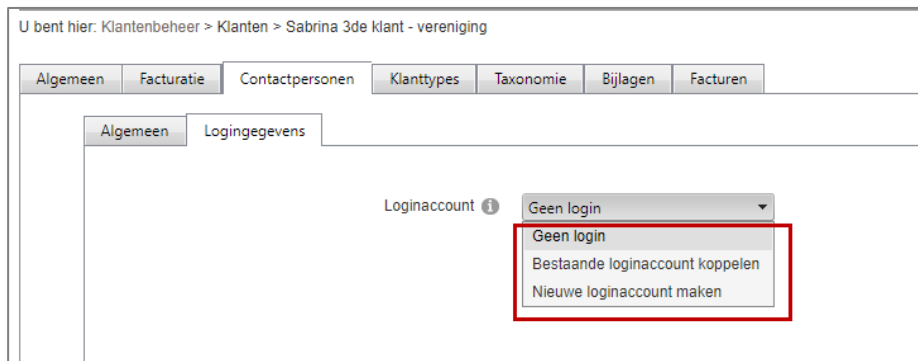 U bent hier: Klantenbeheer > Klanten > Sabrina 3de klant - vereniging
Algemeen Facturatie Contactpersonen Klanttypes Taxonomie Bijlagen Facturen
Algemeen Logingegevens
Loginaccount i Geen login
Geen login
Bestaande loginaccount koppelen
Nieuwe loginaccount maken